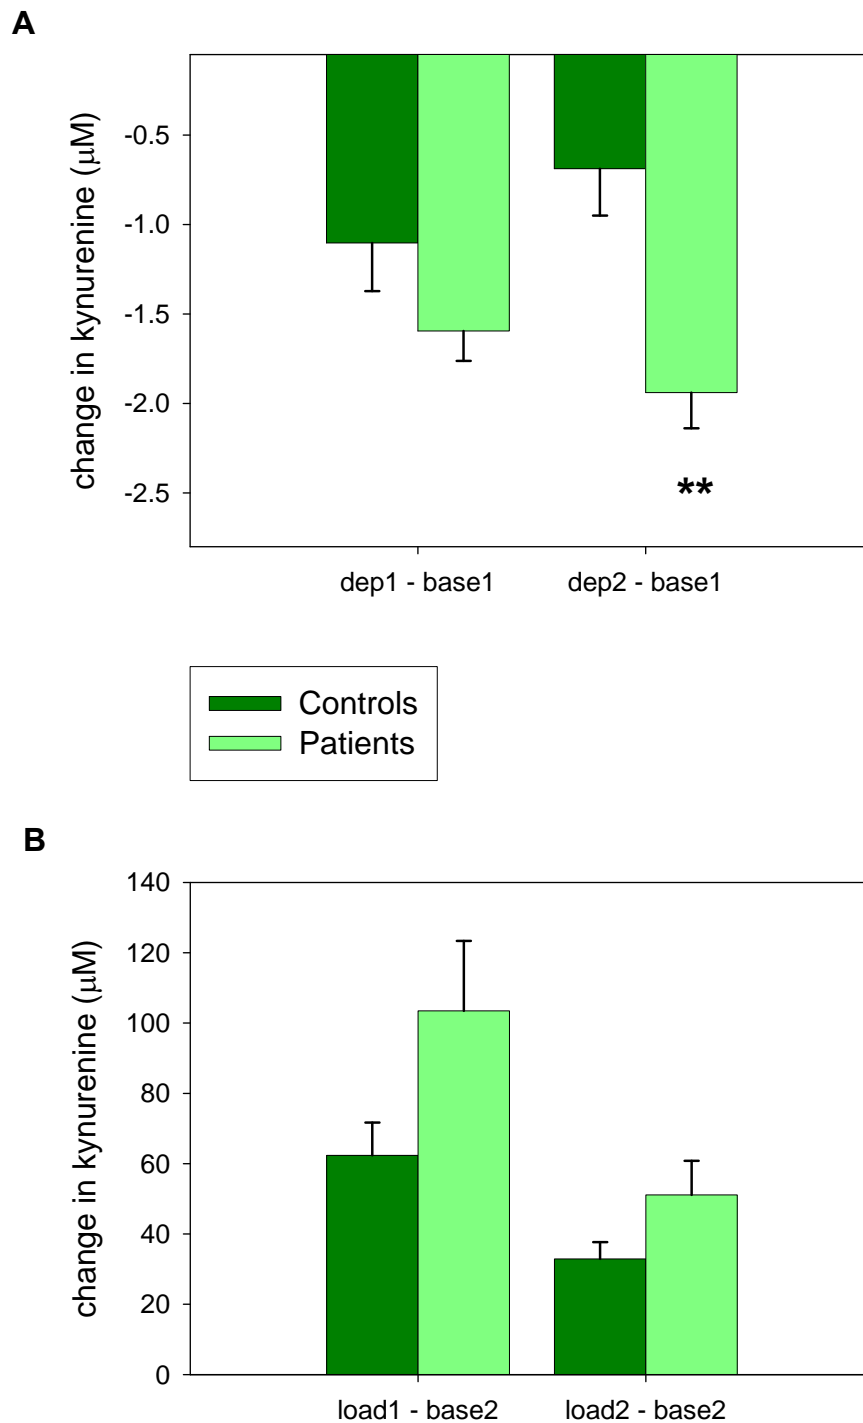 A
change in kynurenine (μM)
-0.5
-1.0
-1.5
-2.0
-2.5
**
dep1 - base1
dep2 - base1
Controls
Patients
B
change in kynurenine (μM)
140
120
100
80
60
40
20
0
load1 - base2
load2 - base2